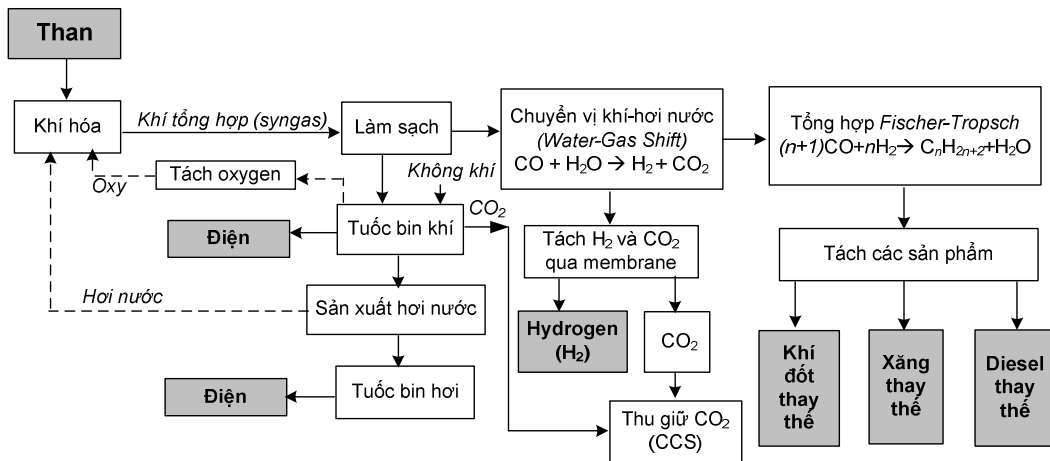 Than
Khí hóa
Khí tổng hợp (syngas)
Làm sạch
Chuyển vị khí-hơi nước
(Water-Gas Shift)
CO + H₂O → H₂ + CO₂
Tổng hợp Fischer-Tropsch
(n+1)CO+nH₂→ CₙH₂ₙ₊₂+H₂O
Oxy
Tách oxygen
Không khí
Điện
Tuốc bin khí
CO₂
Tách H₂ và CO₂
qua membrane
Tách các sản phẩm
Hơi nước
Sản xuất hơi nước
Hydrogen
(H₂)
CO₂
Khí
đốt
thay
thế
Xăng
thay
thế
Diesel
thay
thế
Điện
Tuốc bin hơi
Thu giữ CO₂
(CCS)